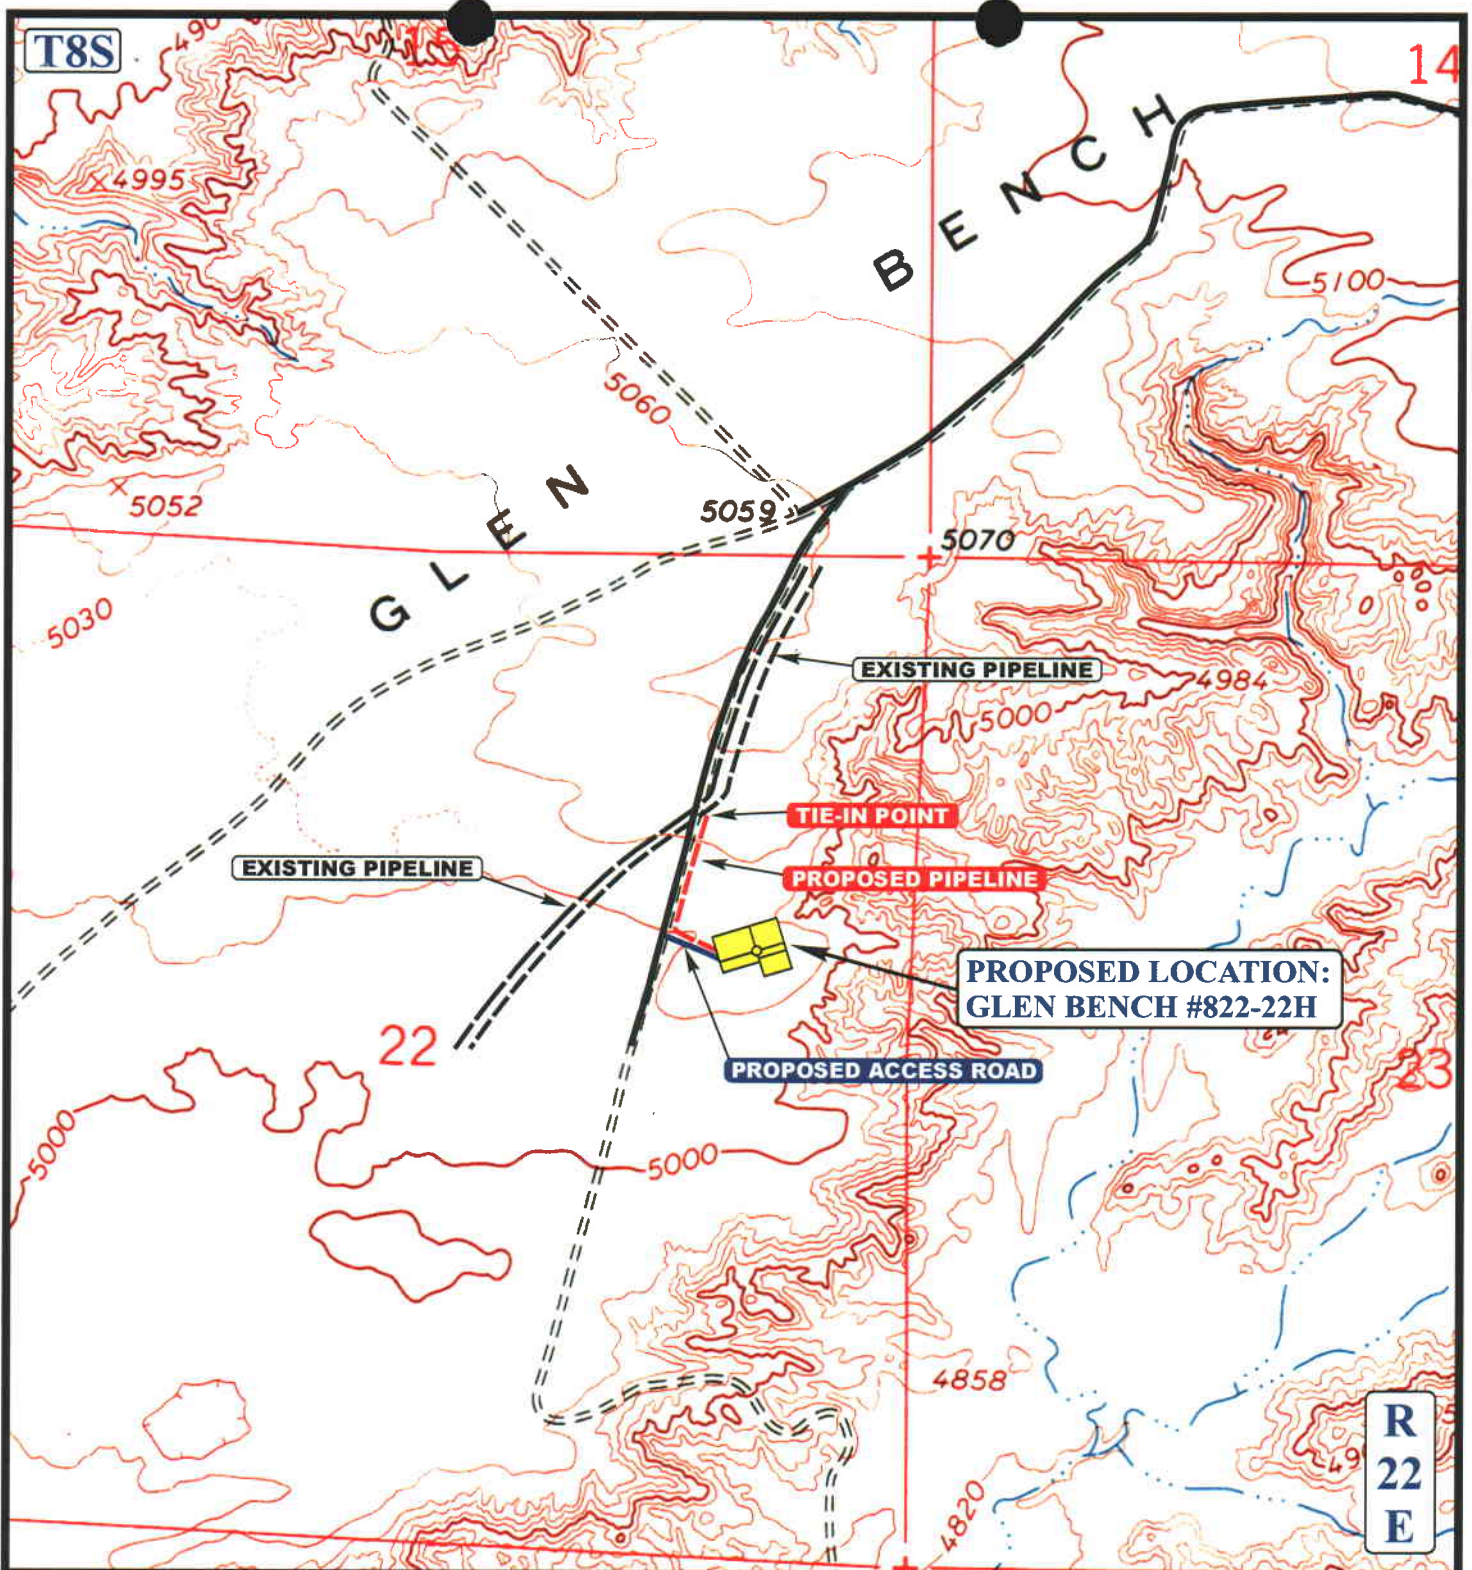 T8S
490
15
14
4995
BENCH
5100
5060
5052
5059
GLEN
5070
5030
EXISTING PIPELINE
4984
5000
TIE-IN POINT
EXISTING PIPELINE
PROPOSED PIPELINE
PROPOSED LOCATION:
GLEN BENCH #822-22H
22
PROPOSED ACCESS ROAD
23
5000
5000
4858
R
22
E
4820